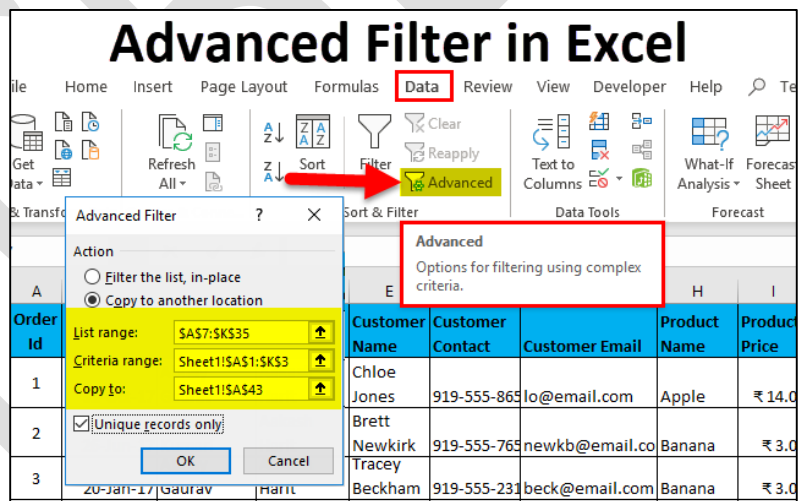 Advanced Filter in Excel
ile Home Insert Page Layout Formulas Data Review View Developer Help Te
Get
Data
Refresh
All
Sort
Filter
Clear
Reapply
Advanced
Text to
Columns
What-If
Analysis
Forecas
Sheet
& Transfo
Sort & Filter
Data Tools
Fore
Advanced
Options for filtering using complex
criteria.
Advanced Filter ? X
Action
Filter the list, in-place
Copy to another location
List range: $A$7:$K$35
Criteria range: Sheet1!$A$1:$K$3
Copy to: Sheet1!$A$43
Unique records only
OK Cancel
A E H I
Order
Id
Customer
Name
Customer
Contact
Customer Email
Product
Name
Product
Price
1 Chloe
Jones 919-555-865 lo@email.com Apple ₹ 14.0
2 Brett
Newkirk 919-555-765 newkb@email.co Banana ₹ 3.0
3 20-Jan-17 Gaurav Harit Tracey
Beckham 919-555-231 beck@email.com Banana ₹ 3.0